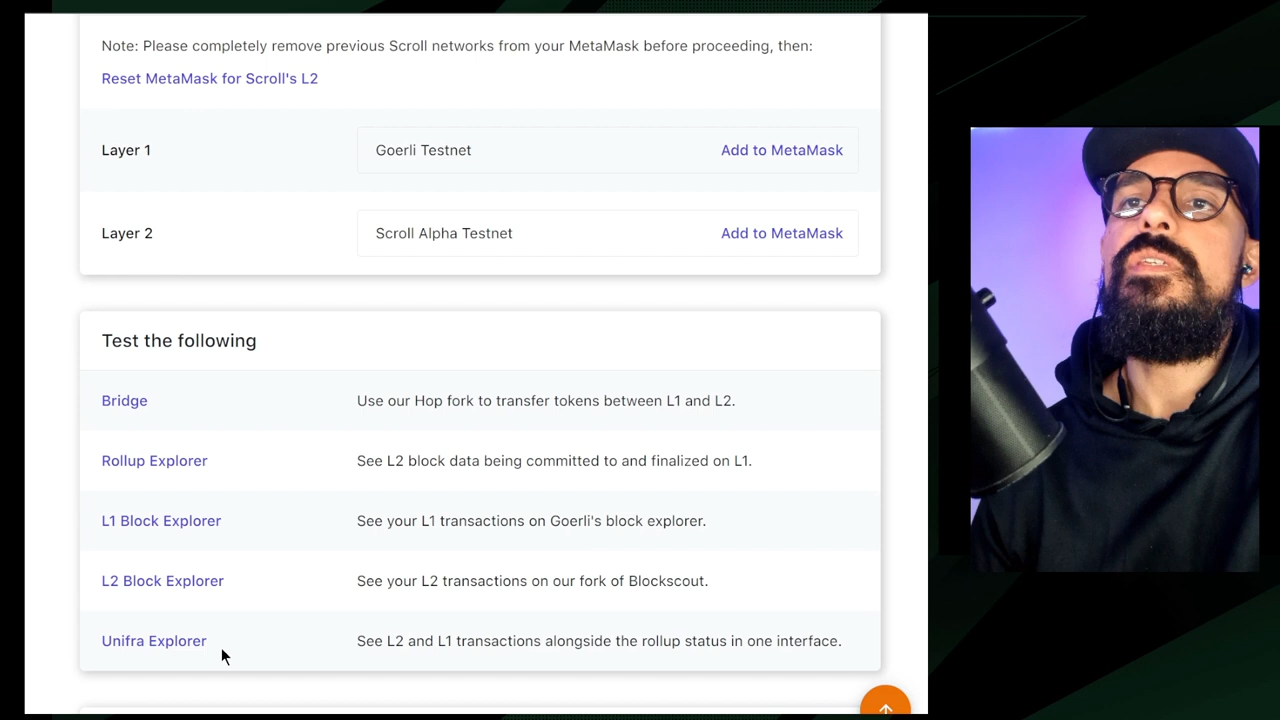 Note: Please completely remove previous Scroll networks from your MetaMask before proceeding, then:
Reset MetaMask for Scroll's L2
Layer 1
Goerli Testnet
Add to MetaMask
Layer 2
Scroll Alpha Testnet
Add to MetaMask
Test the following
Bridge
Use our Hop fork to transfer tokens between L1 and L2.
Rollup Explorer
See L2 block data being committed to and finalized on L1.
L1 Block Explorer
See your L1 transactions on Goerli's block explorer.
L2 Block Explorer
See your L2 transactions on our fork of Blockscout.
Unifra Explorer
See L2 and L1 transactions alongside the rollup status in one interface.